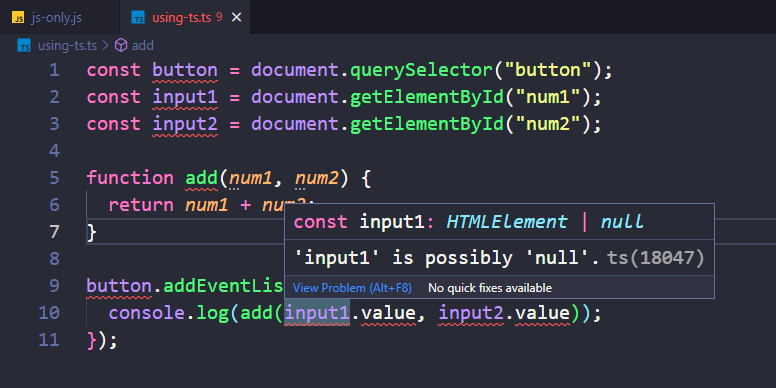 JS js-only.js TS using-ts.ts 9 ×
TS using-ts.ts > add
1 const button = document.querySelector("button");
2 const input1 = document.getElementById("num1");
3 const input2 = document.getElementById("num2");
4
5 function add(num1, num2) {
6 return num1 + num2;
const input1: HTMLElement | null
7 }
'input1' is possibly 'null'. ts(18047)
8
9 button.addEventLis
View Problem (Alt+F8) No quick fixes available
10 console.log(add(input1.value, input2.value));
11 });